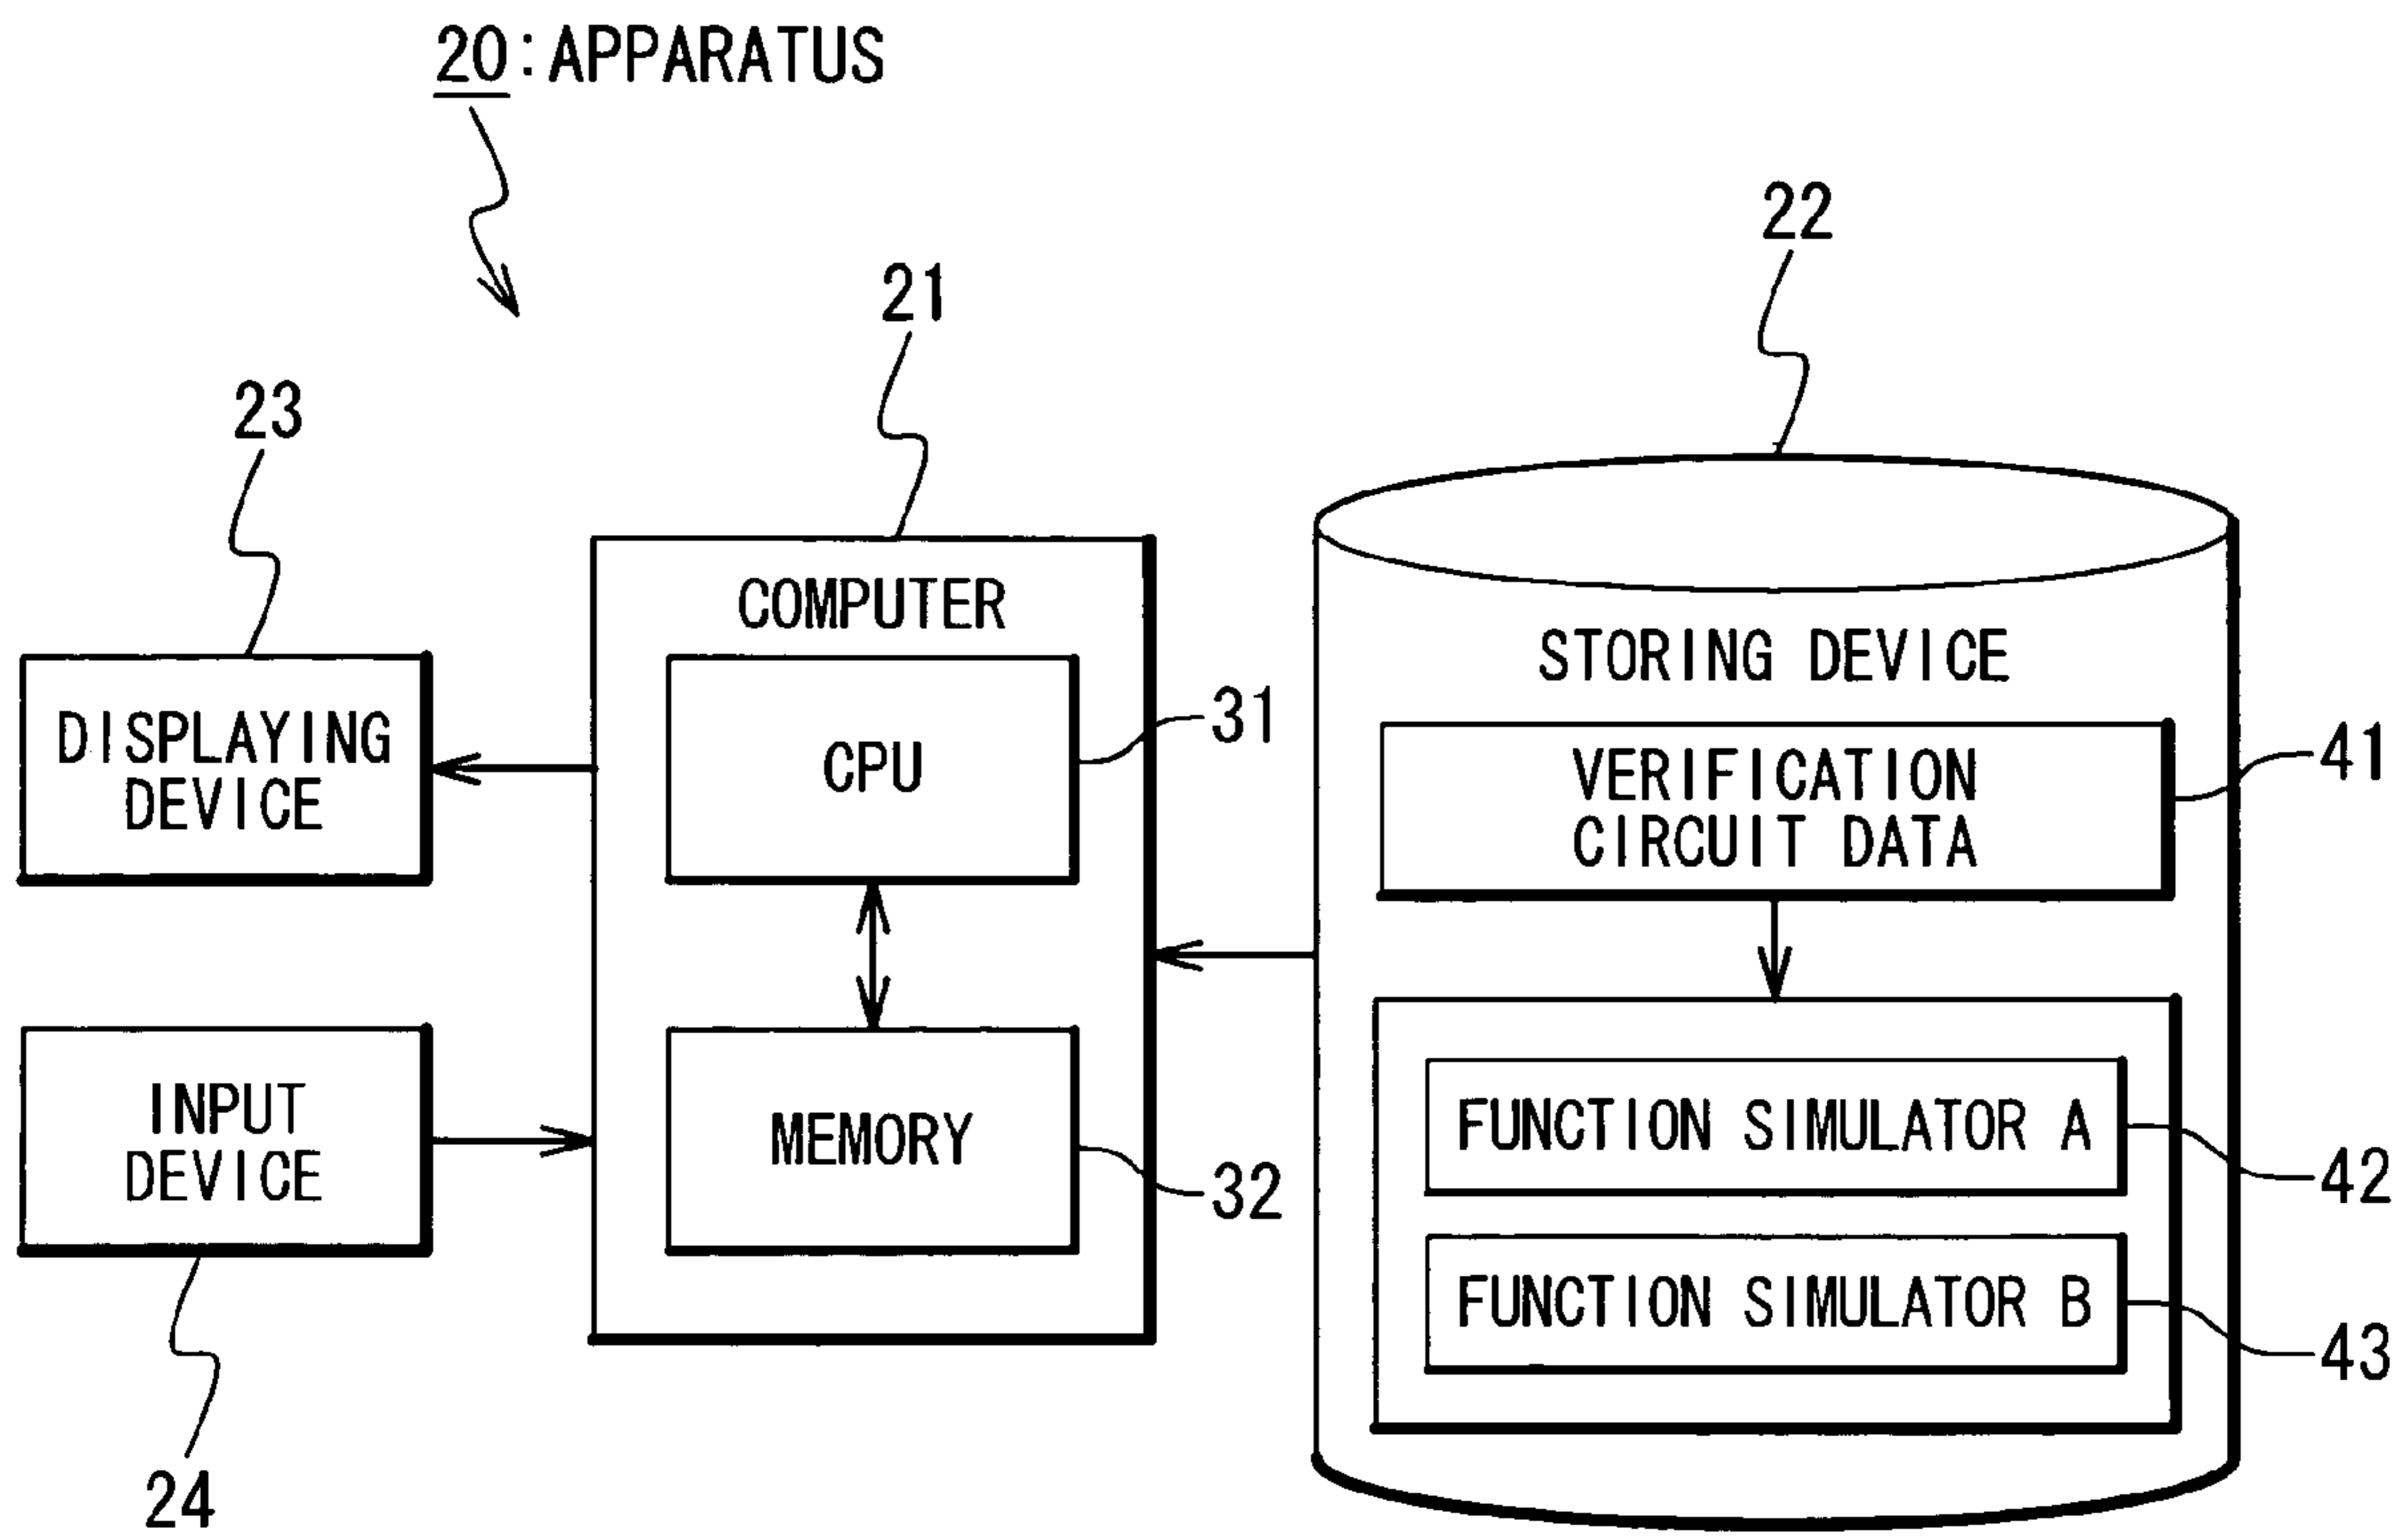 20:APPARATUS
22
21
23
COMPUTER
STORING DEVICE
31
DISPLAYING
DEVICE
CPU
VERIFICATION
CIRCUIT DATA
41
INPUT
DEVICE
MEMORY
32
FUNCTION SIMULATOR A
42
FUNCTION SIMULATOR B
43
24